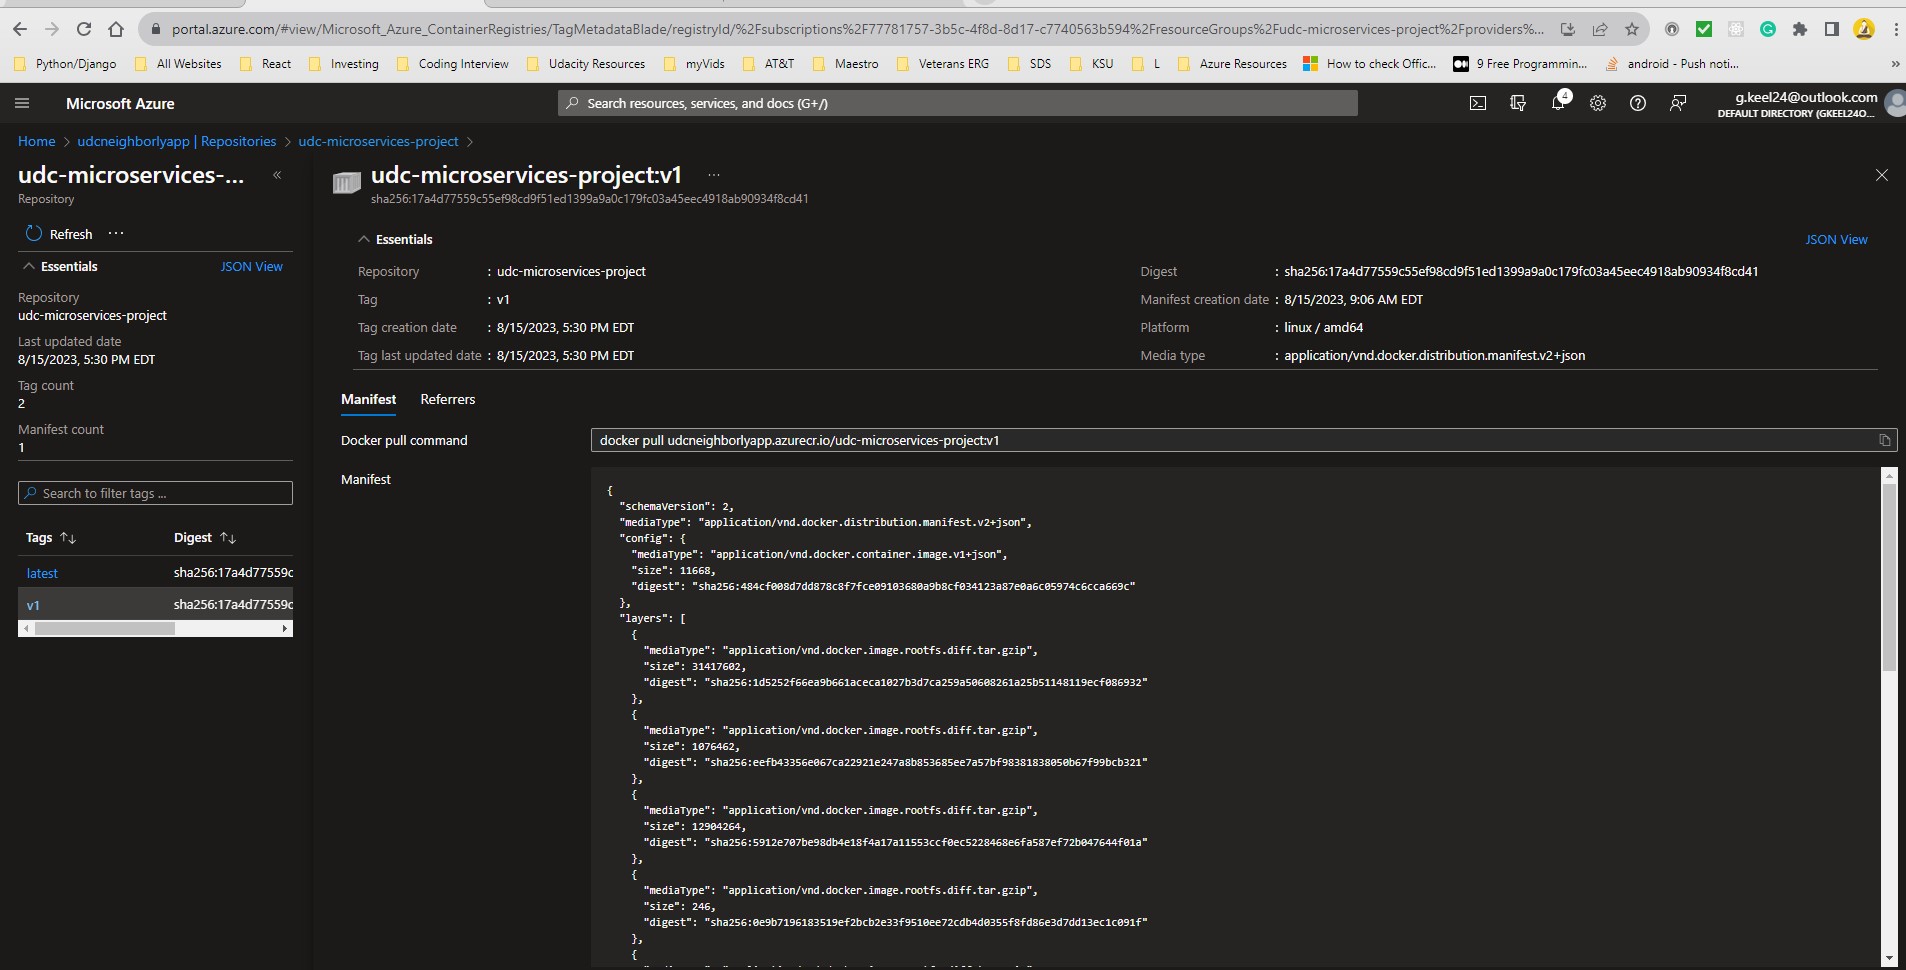 portal.azure.com/#view/Microsoft_Azure_ContainerRegistries/TagMetadataBlade/registryId/%2Fsubscriptions%2F77781757-3b5c-4f8d-8d17-c7740563b594%2FresourceGroups%2Fudc-microservices-project%2Fproviders%...
Python/Django All Websites React Investing Coding Interview Udacity Resources myVids AT&T Maestro Veterans ERG SDS KSU L Azure Resources How to check Offic... 9 Free Programmin... android - Push noti... »
Microsoft Azure Search resources, services, and docs (G+/) 4 g.keel24@outlook.com
DEFAULT DIRECTORY (GKEEL24O...
Home > udcneighborlyapp | Repositories > udc-microservices-project >
udc-microservices-... «
Repository
Refresh ...
Essentials JSON View
Repository
udc-microservices-project
Last updated date
8/15/2023, 5:30 PM EDT
Tag count
2
Manifest count
1
Search to filter tags ...
Tags ↑↓ Digest ↑↓
latest sha256:17a4d77559c
v1 sha256:17a4d77559c
udc-microservices-project:v1 ...
sha256:17a4d77559c55ef98cd9f51ed1399a9a0c179fc03a45eec4918ab90934f8cd41
Essentials JSON View
Repository : udc-microservices-project
Tag : v1
Tag creation date : 8/15/2023, 5:30 PM EDT
Tag last updated date : 8/15/2023, 5:30 PM EDT
Digest : sha256:17a4d77559c55ef98cd9f51ed1399a9a0c179fc03a45eec4918ab90934f8cd41
Manifest creation date : 8/15/2023, 9:06 AM EDT
Platform : linux / amd64
Media type : application/vnd.docker.distribution.manifest.v2+json
Manifest Referrers
Docker pull command docker pull udcneighborlyapp.azurecr.io/udc-microservices-project:v1
Manifest
{
"schemaVersion": 2,
"mediaType": "application/vnd.docker.distribution.manifest.v2+json",
"config": {
"mediaType": "application/vnd.docker.container.image.v1+json",
"size": 11668,
"digest": "sha256:484cf008d7dd878c8f7fce09103680a9b8cf034123a87e0a6c05974c6cca669c"
},
"layers": [
{
"mediaType": "application/vnd.docker.image.rootfs.diff.tar.gzip",
"size": 31417602,
"digest": "sha256:1d5252f66ea9b661aceca1027b3d7ca259a50608261a25b51148119ecf086932"
},
{
"mediaType": "application/vnd.docker.image.rootfs.diff.tar.gzip",
"size": 1076462,
"digest": "sha256:eefb43356e067ca22921e247a8b853685ee7a57bf98381838050b67f99bcb321"
},
{
"mediaType": "application/vnd.docker.image.rootfs.diff.tar.gzip",
"size": 12904264,
"digest": "sha256:5912e707be98db4e18f4a17a11553ccf0ec5228468e6fa587ef72b047644f01a"
},
{
"mediaType": "application/vnd.docker.image.rootfs.diff.tar.gzip",
"size": 246,
"digest": "sha256:0e9b7196183519ef2bcb2e33f9510ee72cdb4d0355f8fd86e3d7dd13ec1c091f"
},
{